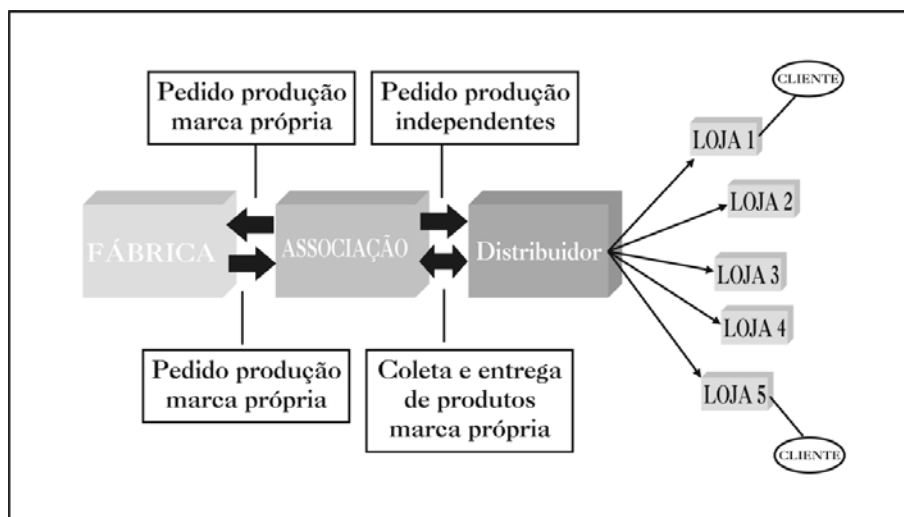 CLIENTE
Pedido produção
marca própria
Pedido produção
independentes
LOJA 1
LOJA 2
FÁBRICA
ASSOCIAÇÃO
Distribuidor
LOJA 3
LOJA 4
Pedido produção
marca própria
Coleta e entrega
de produtos
marca própria
LOJA 5
CLIENTE